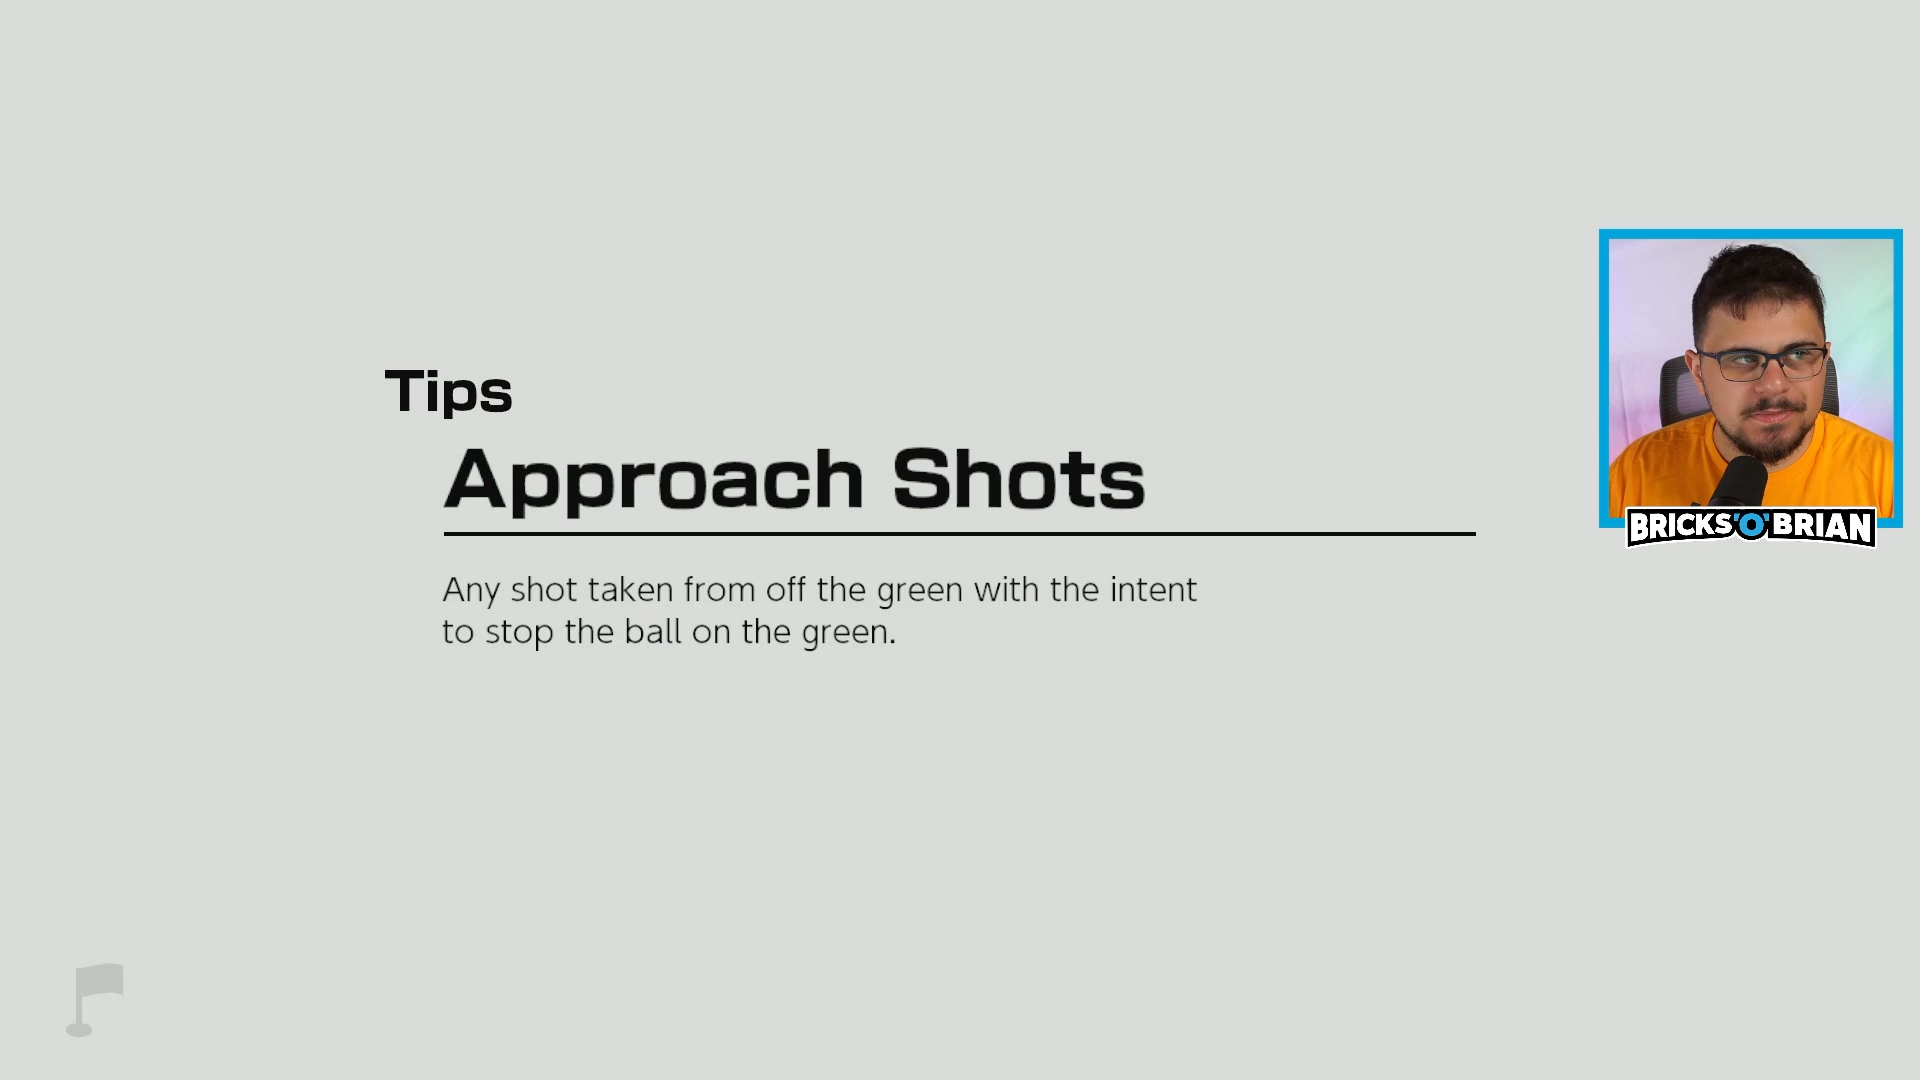 Tips
Approach Shots
Any shot taken from off the green with the intent
to stop the ball on the green.
BRICKS'O'BRIAN